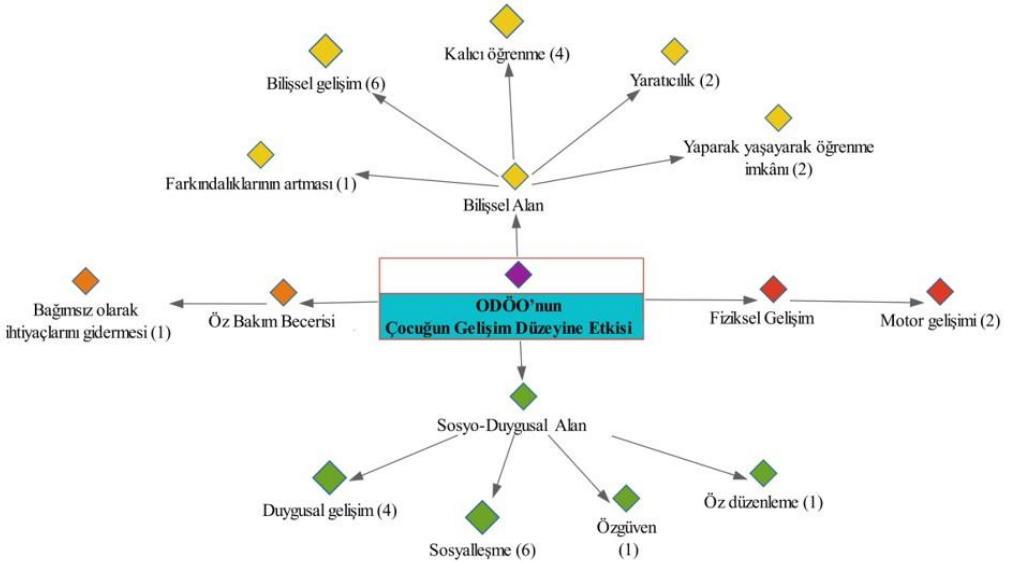 Kalıcı öğrenme (4)
Bilişsel gelişim (6)
Yaratıcılık (2)
Yaparak yaşayarak öğrenme
imkânı (2)
Farkındalıklarının artması (1)
Bilişsel Alan
ODÖO’nun
Çocuğun Gelişim Düzeyine Etkisi
Bağımsız olarak
ihtiyaçlarını gidermesi (1)
Öz Bakım Becerisi
Fiziksel Gelişim
Motor gelişimi (2)
Sosyo-Duygusal Alan
Duygusal gelişim (4)
Sosyalleşme (6)
Özgüven
(1)
Öz düzenleme (1)